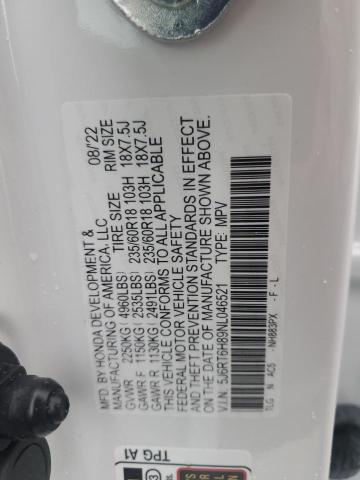 MFD. BY HONDA DEVELOPMENT & 08/'22
MANUFACTURING OF AMERICA, LLC
TIRE SIZE RIM SIZE
GVWR 2250KG (4960LBS)
GAWR F 1150KG (2535LBS) 235/60R18 103H 18X7.5J
GAWR R 1130KG (2491LBS) 235/60R18 103H 18X7.5J
THIS VEHICLE CONFORMS TO ALL APPLICABLE
FEDERAL MOTOR VEHICLE SAFETY
AND THEFT PREVENTION STANDARDS IN EFFECT
ON THE DATE OF MANUFACTURE SHOWN ABOVE.
V.I.N. 5J6RT6H89NL046521 TYPE: MPV
TLG N AC5 - NH883PX - F - L
TPG A1